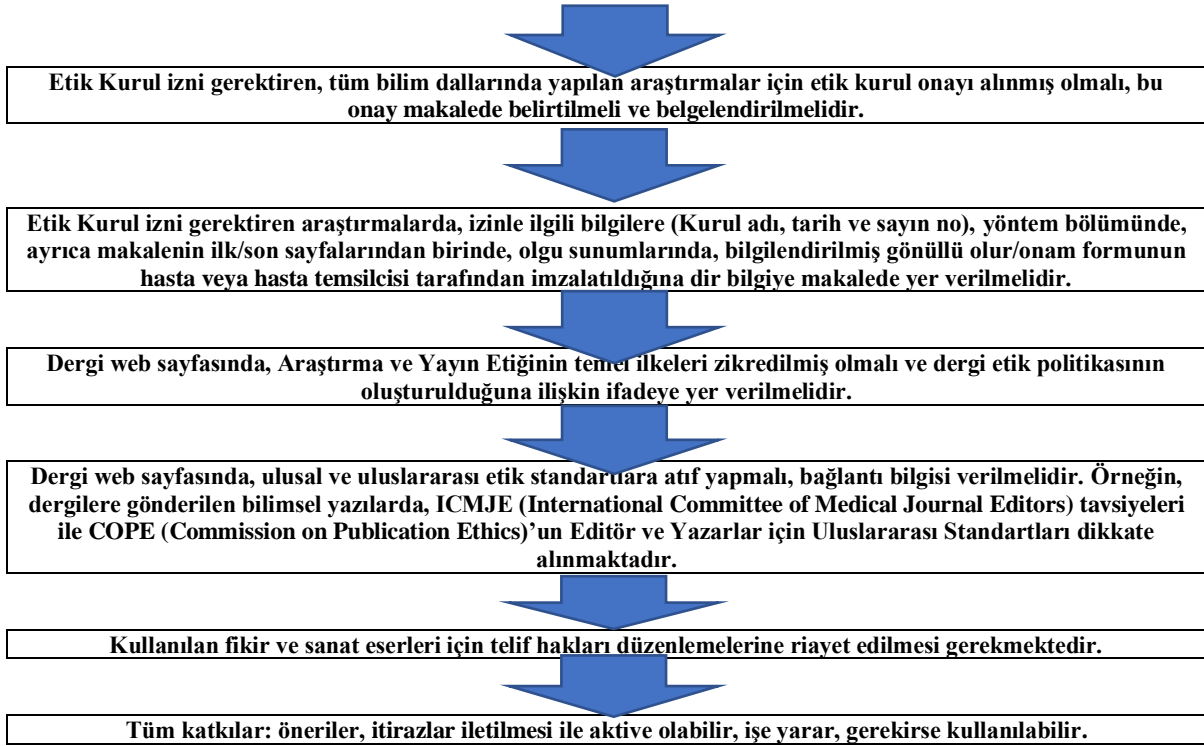 Etik Kurul izni gerektiren, tüm bilim dallarında yapılan araştırmalar için etik kurul onayı alınmış olmalı, bu
onay makalede belirtilmeli ve belgelendirilmelidir.
Etik Kurul izni gerektiren araştırmalarda, izinle ilgili bilgilere (Kurul adı, tarih ve sayın no), yöntem bölümünde,
ayrıca makalenin ilk/son sayfalarından birinde, olgu sunumlarında, bilgilendirilmiş gönüllü olur/onam formunun
hasta veya hasta temsilcisi tarafından imzalatıldığına dir bilgiye makalede yer verilmelidir.
Dergi web sayfasında, Araştırma ve Yayın Etiğinin temel ilkeleri zikredilmiş olmalı ve dergi etik politikasının
oluşturulduğuna ilişkin ifadeye yer verilmelidir.
Dergi web sayfasında, ulusal ve uluslararası etik standartlara atıf yapmalı, bağlantı bilgisi verilmelidir. Örneğin,
dergilere gönderilen bilimsel yazılarda, ICMJE (International Committee of Medical Journal Editors) tavsiyeleri
ile COPE (Commission on Publication Ethics)’un Editör ve Yazarlar için Uluslararası Standartları dikkate
alınmaktadır.
Kullanılan fikir ve sanat eserleri için telif hakları düzenlemelerine riayet edilmesi gerekmektedir.
Tüm katkılar: öneriler, itirazlar iletilmesi ile aktive olabilir, işe yarar, gerekirse kullanılabilir.